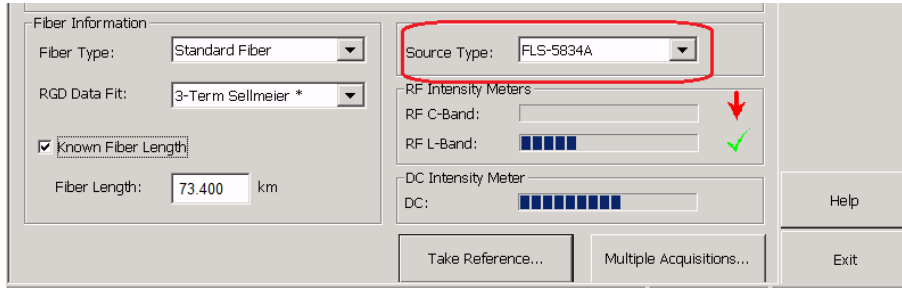 Fiber Information
Fiber Type: Standard Fiber
RGD Data Fit: 3-Term Sellmeier *
Known Fiber Length
Fiber Length: 73.400 km
Source Type: FLS-5834A
RF Intensity Meters
RF C-Band:
RF L-Band:
DC Intensity Meter
DC:
Take Reference...
Multiple Acquisitions...
Help
Exit